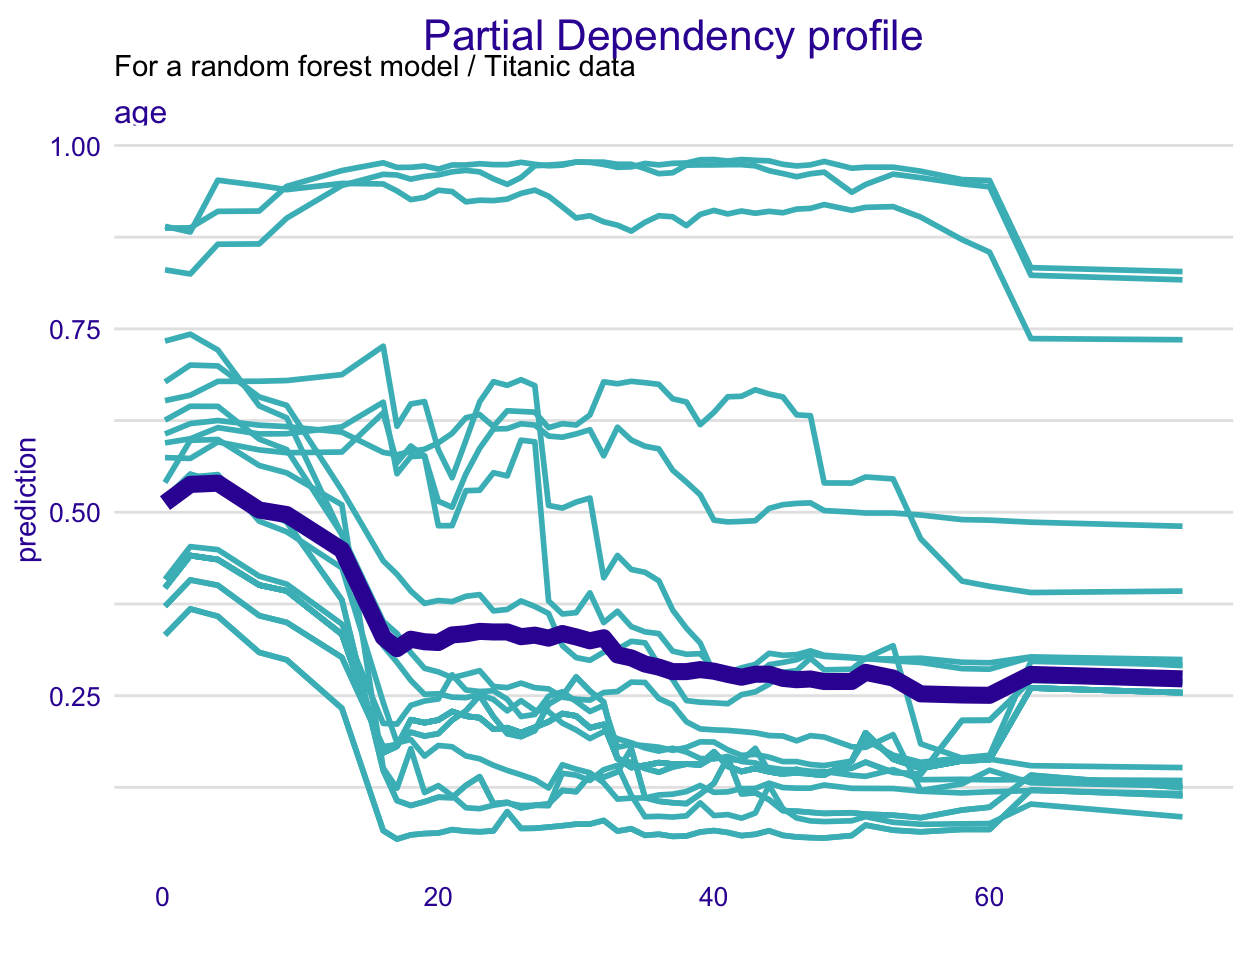 Partial Dependency profile
For a random forest model / Titanic data
age
1.00
0.75
0.50
0.25
prediction
0 20 40 60